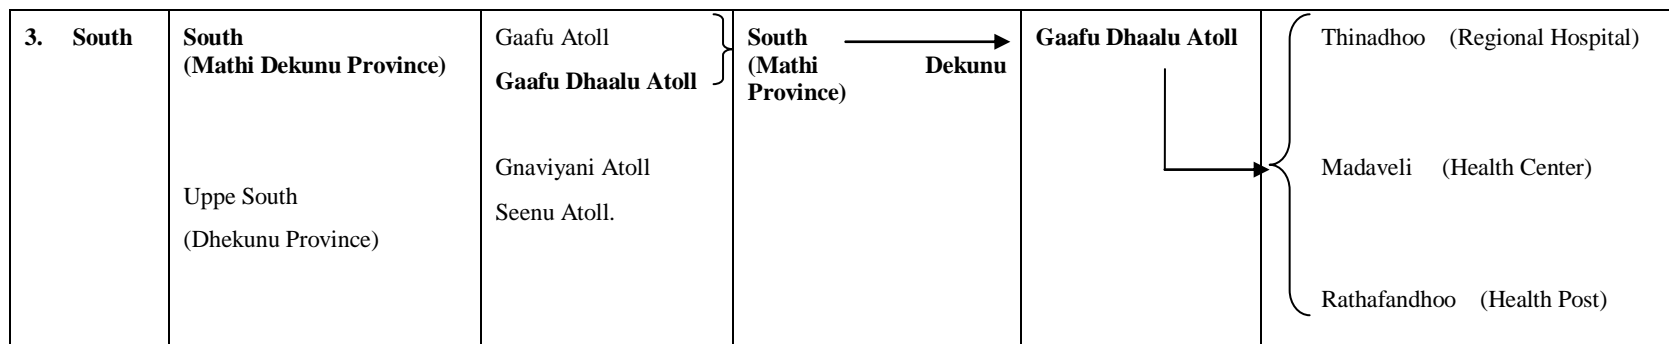 3. South
South
(Mathi Dekunu Province)
Uppe South
(Dhekunu Province)
Gaafu Atoll
Gaafu Dhaalu Atoll
Gnaviyani Atoll
Seenu Atoll.
South
(Mathi Dekunu
Province)
Gaafu Dhaalu Atoll
Thinadhoo (Regional Hospital)
Madaveli (Health Center)
Rathafandhoo (Health Post)